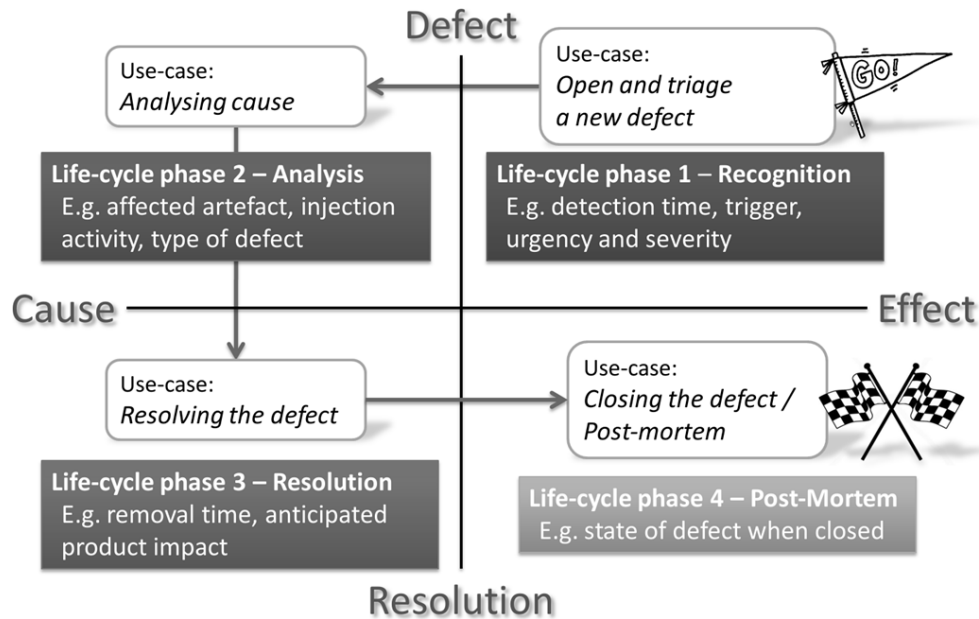 Defect
Use-case:
Open and triage
a new defect
GO!
Use-case:
Analysing cause
Life-cycle phase 2 – Analysis
E.g. affected artefact, injection
activity, type of defect
Life-cycle phase 1 – Recognition
E.g. detection time, trigger,
urgency and severity
Cause
Effect
Use-case:
Resolving the defect
Use-case:
Closing the defect /
Post-mortem
Life-cycle phase 3 – Resolution
E.g. removal time, anticipated
product impact
Life-cycle phase 4 – Post-Mortem
E.g. state of defect when closed
Resolution